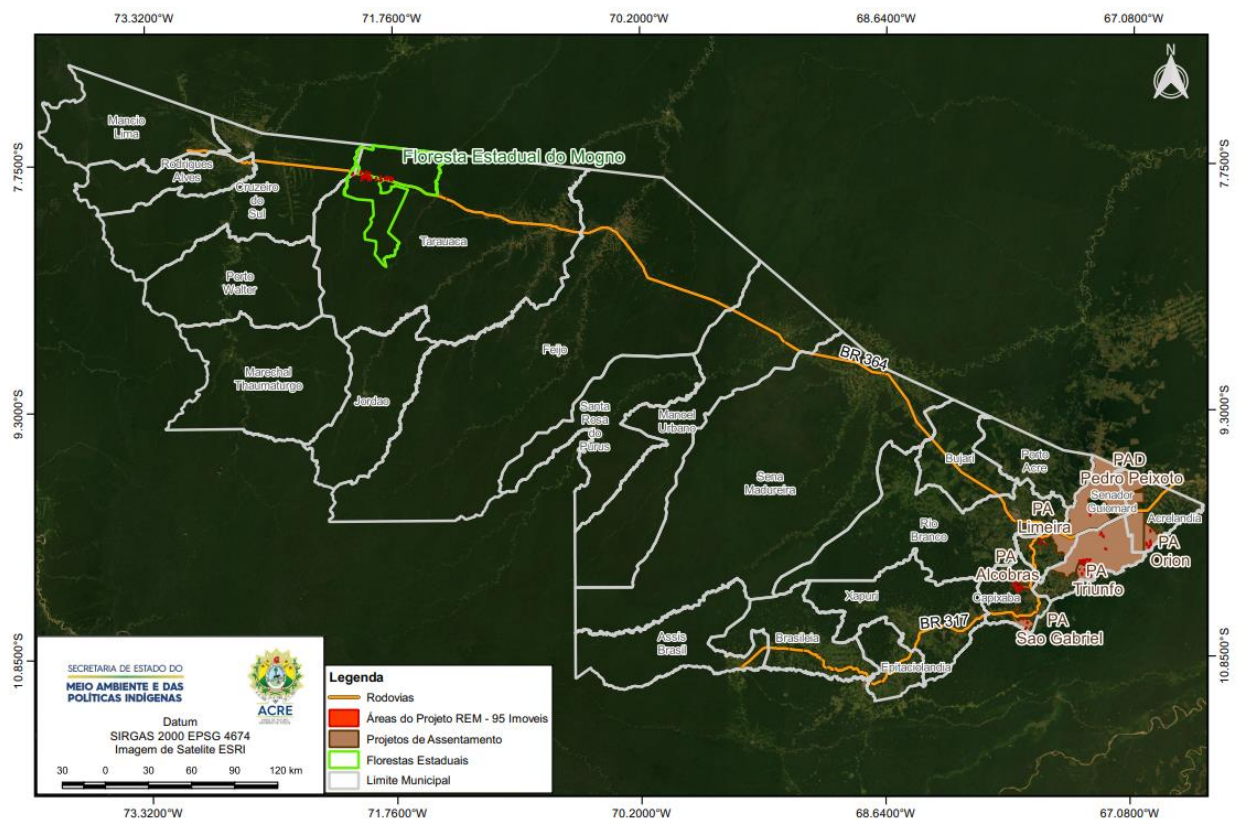 73.3200°W
71.7600°W
70.2000°W
68.6400°W
67.0800°W
7.7500°S
7.7500°S
9.3000°S
9.3000°S
10.8500°S
10.8500°S
N
Mancio
Lima
Rodrigues
Alves
Cruzeiro
do
Sul
Floresta Estadual do Mogno
Tarauaca
Porto
Walter
Feijo
Marechal
Thaumaturgo
Jordao
Santa
Rosa
do
Purus
Manoel
Urbano
BR 364
Sena
Madureira
Bujari
Porto
Acre
PAD
Pedro Peixoto
Senador
Guiomard
Acrelandia
PA
Limeira
Rio
Branco
PA
Orion
PA
Alcobras
PA
Triunfo
Xapuri
Capixaba
BR 317
PA
Sao Gabriel
Assis
Brasil
Brasileia
Epitaciolandia
SECRETARIA DE ESTADO DO
MEIO AMBIENTE E DAS
POLÍTICAS INDÍGENAS
ACRE
Datum
SIRGAS 2000 EPSG 4674
Imagem de Satelite ESRI
30 0 30 60 90 120 km
Legenda
Rodovias
Áreas do Projeto REM - 95 Imoveis
Projetos de Assentamento
Florestas Estaduais
Limite Municipal
73.3200°W
71.7600°W
70.2000°W
68.6400°W
67.0800°W